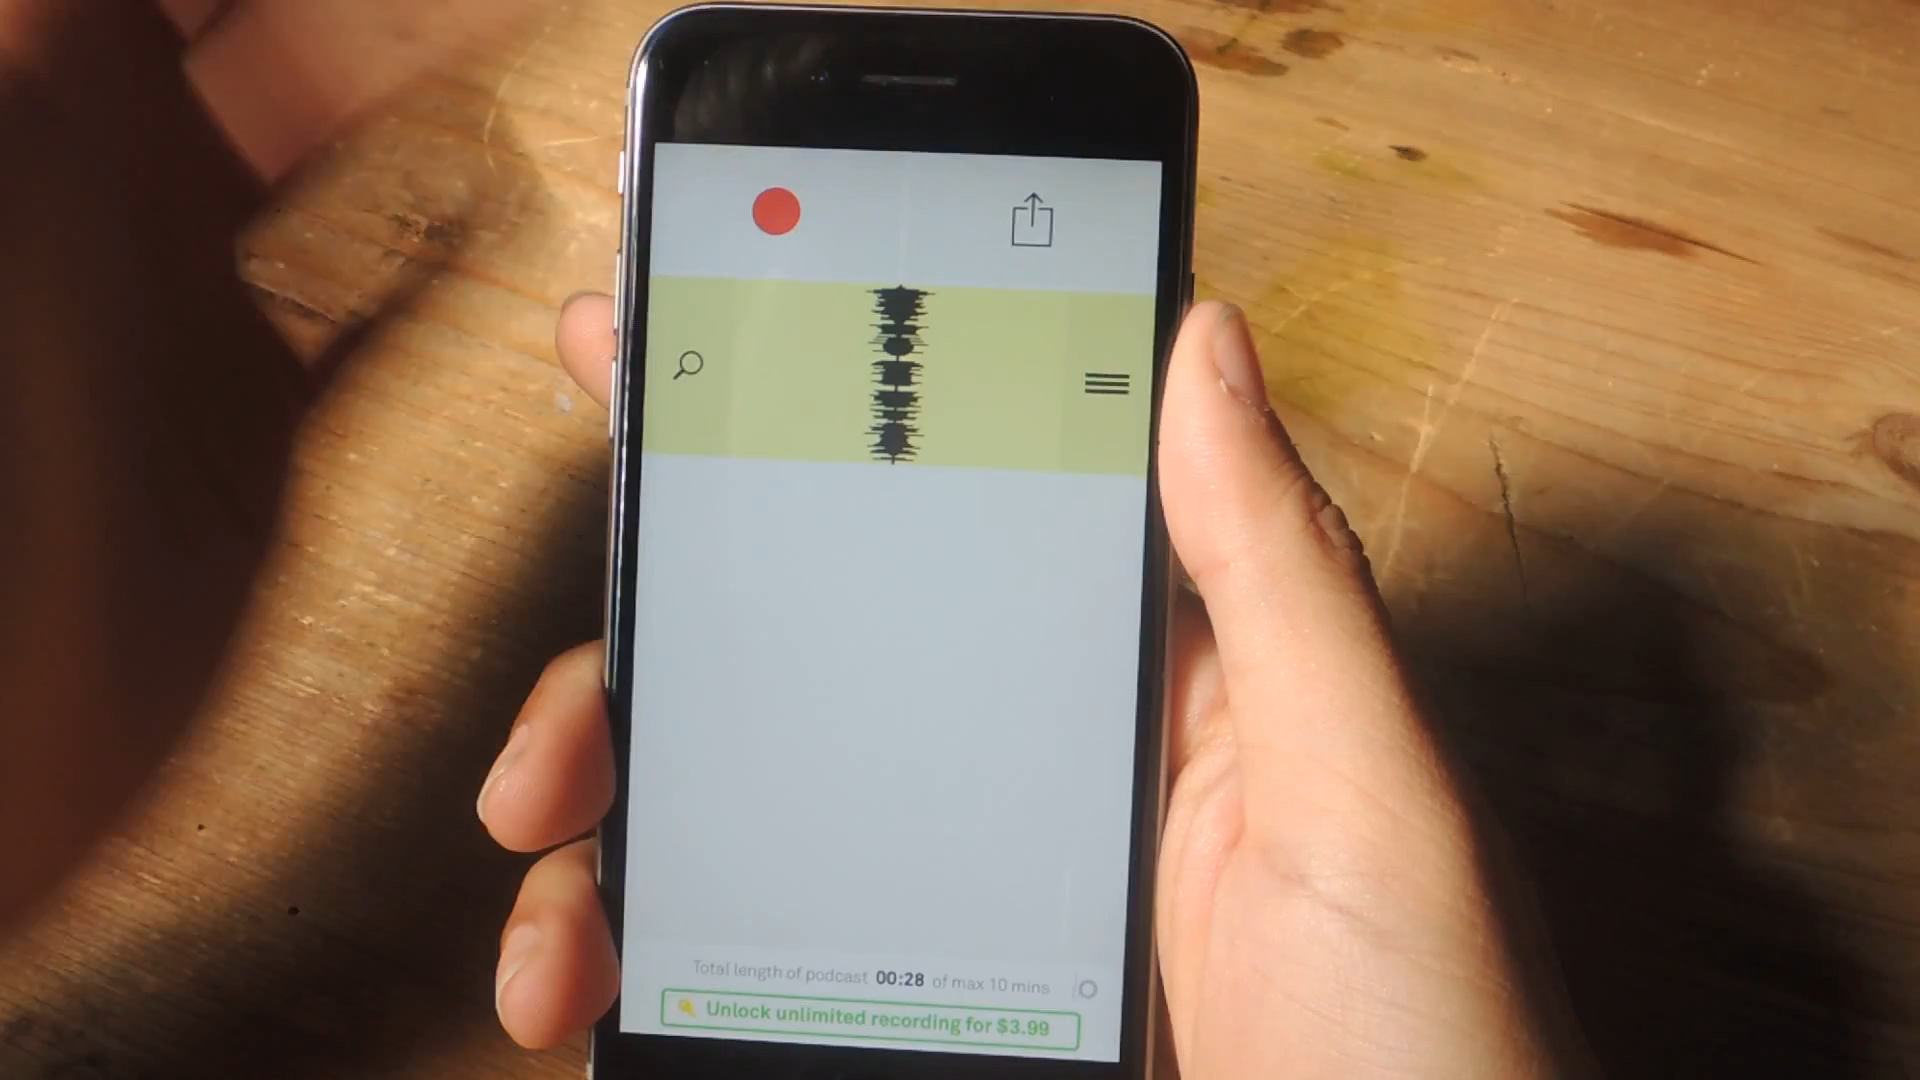 Total length of podcast 00:28 of max 10 mins
Unlock unlimited recording for $3.99